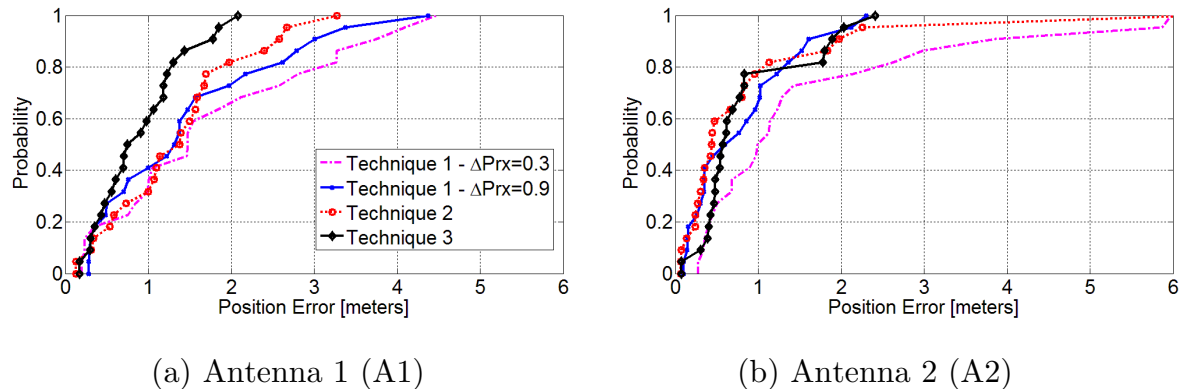 1
0.8
0.6
0.4
0.2
0
Probability
0 1 2 3 4 5 6
Position Error [meters]
Technique 1 - ΔPrx=0.3
Technique 1 - ΔPrx=0.9
Technique 2
Technique 3
(a) Antenna 1 (A1)
1
0.8
0.6
0.4
0.2
0
Probability
0 1 2 3 4 5 6
Position Error [meters]
(b) Antenna 2 (A2)